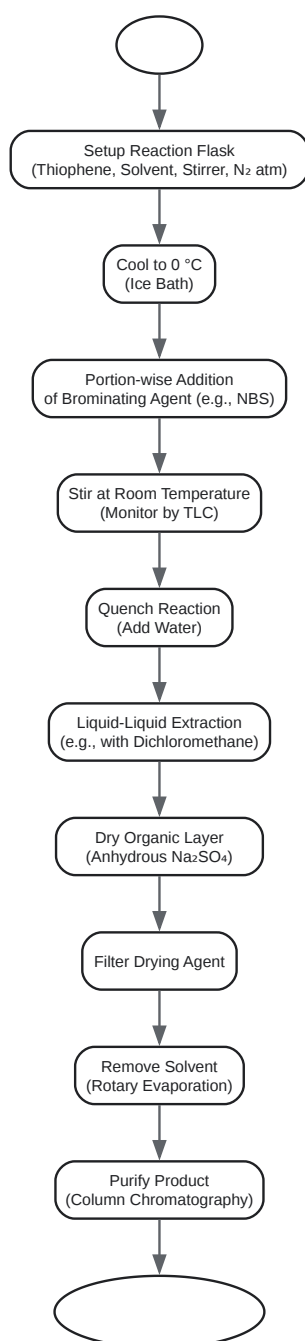 Setup Reaction Flask
(Thiophene, Solvent, Stirrer, N₂ atm)
Cool to 0 °C
(Ice Bath)
Portion-wise Addition
of Brominating Agent (e.g., NBS)
Stir at Room Temperature
(Monitor by TLC)
Quench Reaction
(Add Water)
Liquid-Liquid Extraction
(e.g., with Dichloromethane)
Dry Organic Layer
(Anhydrous Na₂SO₄)
Filter Drying Agent
Remove Solvent
(Rotary Evaporation)
Purify Product
(Column Chromatography)